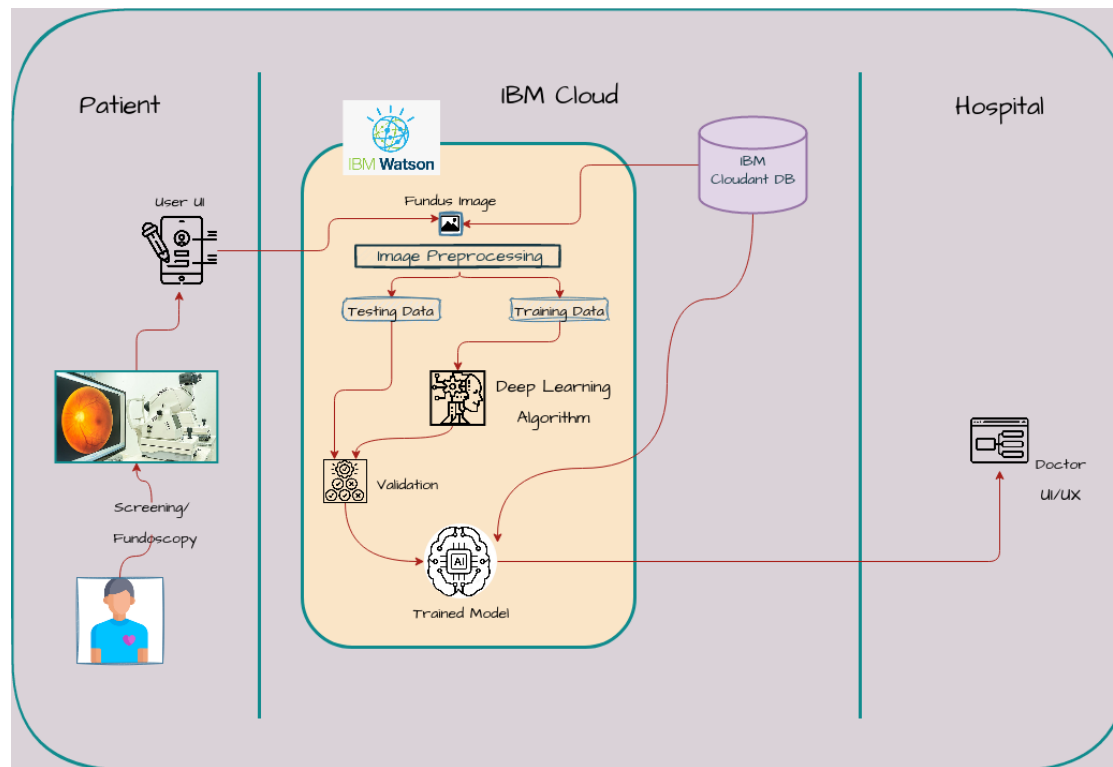 Patient
IBM Cloud
Hospital
IBM Watson
IBM
Cloudant DB
User UI
Fundus Image
Image Preprocessing
Testing Data
Training Data
Deep Learning
Algorithm
Validation
Doctor
UI/UX
Screening/
Fundoscopy
AI
Trained Model